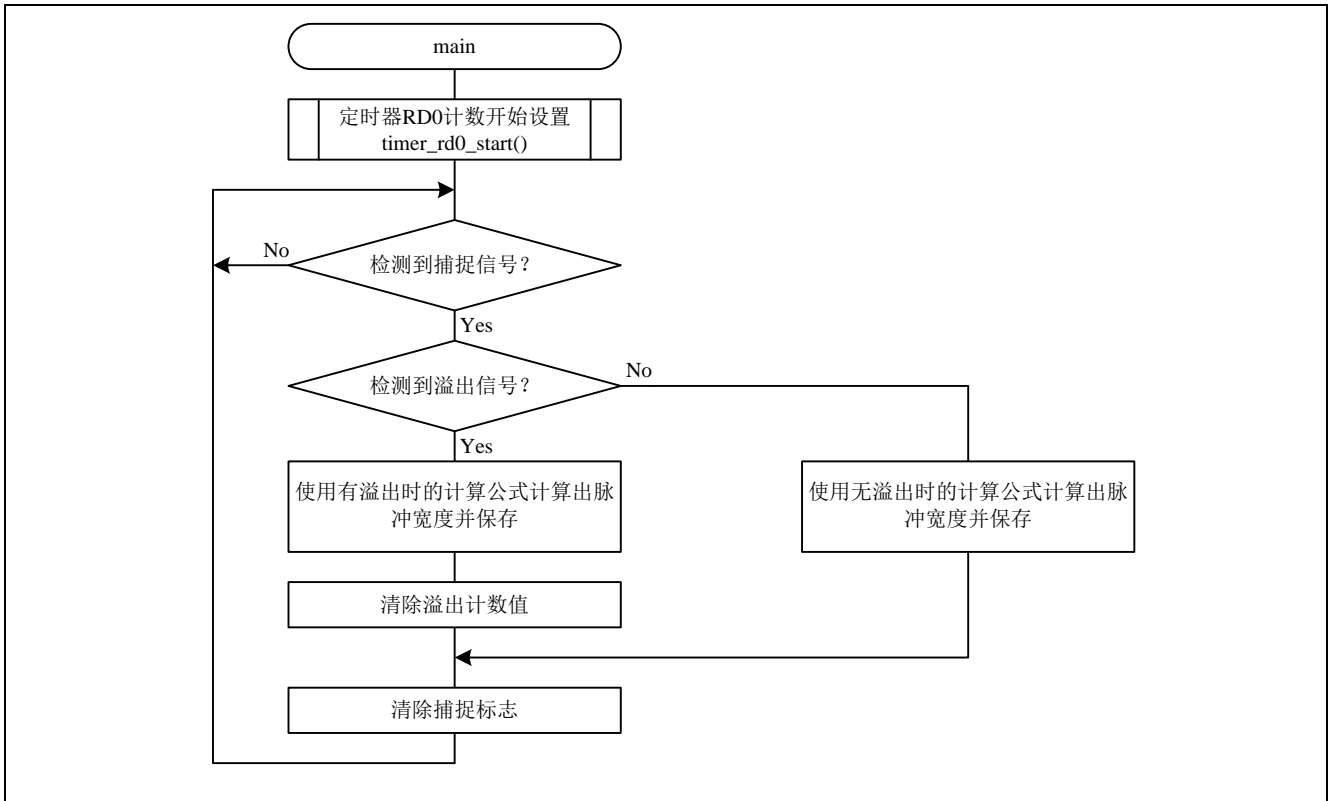 main
定时器RD0计数开始设置
timer_rd0_start()
No
检测到捕捉信号？
Yes
检测到溢出信号？
No
Yes
使用有溢出时的计算公式计算出脉
冲宽度并保存
使用无溢出时的计算公式计算出脉
冲宽度并保存
清除溢出计数值
清除捕捉标志